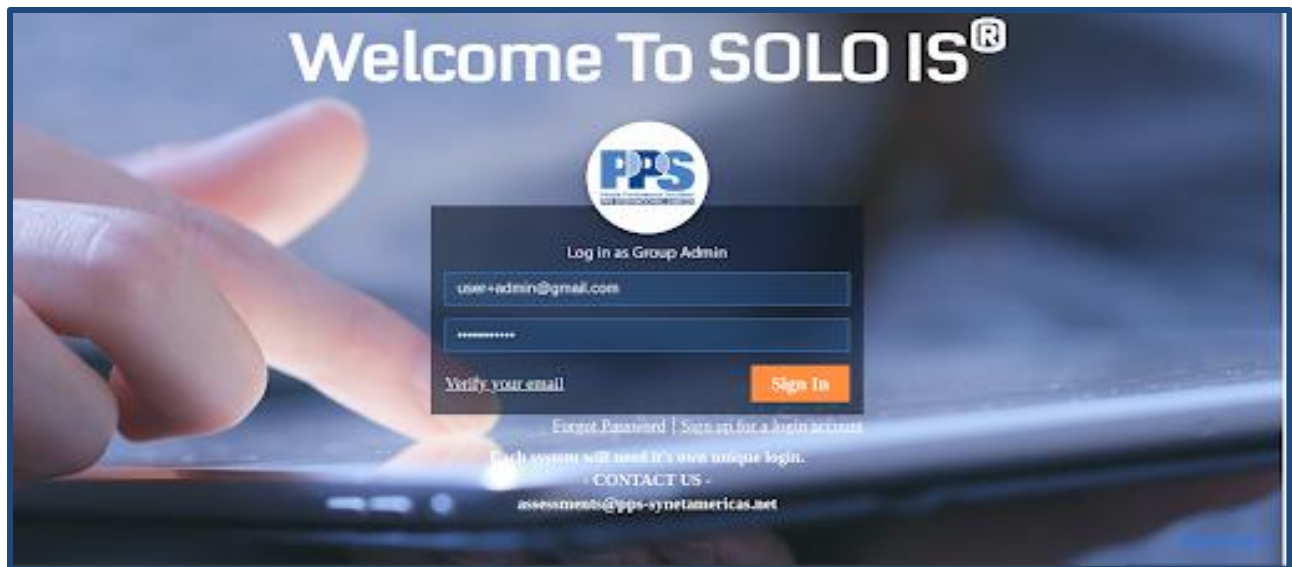 Welcome To SOLO IS®
PPS
Log in as Group Admin
user+admin@gmail.com
Verify your email
Sign In
Forgot Password | Sign up for a login account
Each system will need it's own unique login.
- CONTACT US -
assessments@pps-synetamericas.net